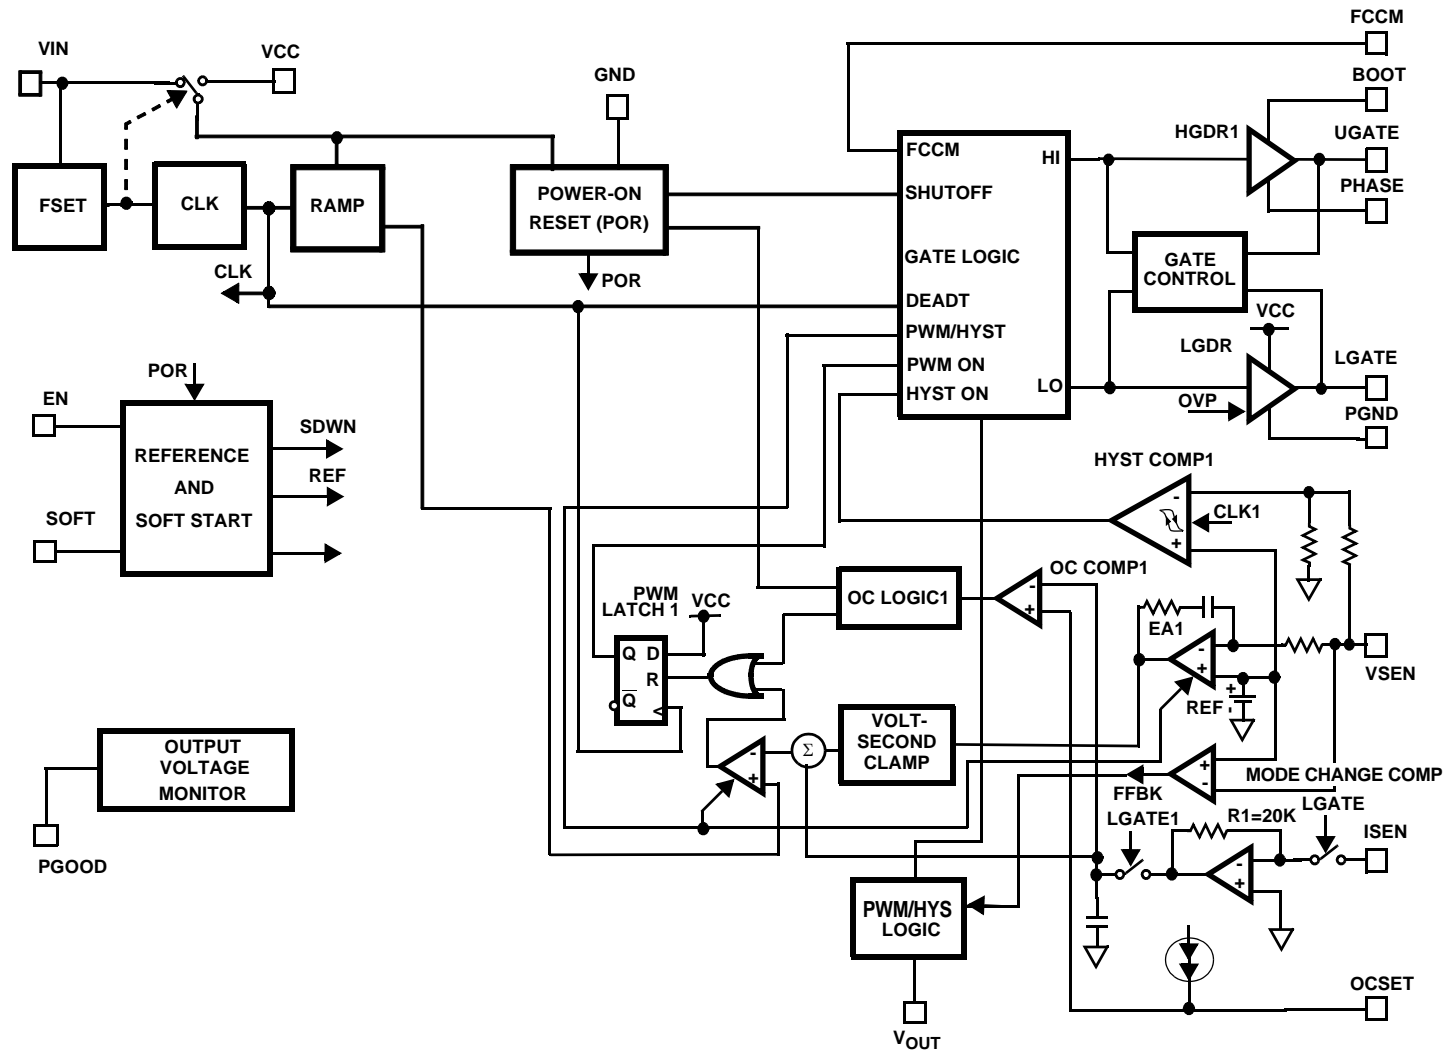 FCCM
VIN
VCC
GND
BOOT
HGDR1
UGATE
PHASE
FSET
CLK
RAMP
POWER-ON
RESET (POR)
FCCM
HI
SHUTOFF
GATE LOGIC
DEADT
PWM/HYST
PWM ON
HYST ON
LO
GATE
CONTROL
CLK
POR
VCC
LGDR
LGATE
OVP
PGND
POR
EN
SOFT
REFERENCE
AND
SOFT START
SDWN
REF
HYST COMP1
-
+
CLK1
OC COMP1
-
+
OC LOGIC1
PWM
LATCH 1
VCC
Q D
R
Q
EA1
-
+
REF
+
-
VSEN
VOLT-
SECOND
CLAMP
Σ
-
+
OUTPUT
VOLTAGE
MONITOR
PGOOD
+
-
MODE CHANGE COMP
FFBK
LGATE1
R1=20K
LGATE
ISEN
-
+
PWM/HYS
LOGIC
VOUT
OCSET